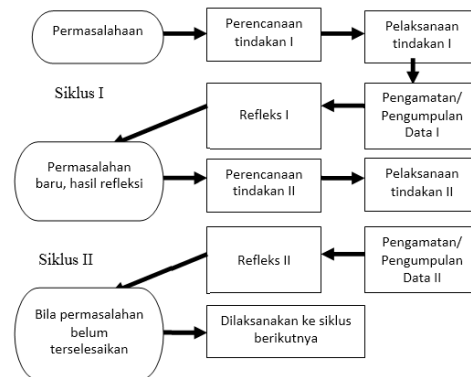 Permasalahaan
Perencanaan
tindakan I
Pelaksanaan
tindakan I
Siklus I
Refleks I
Pengamatan/
Pengumpulan
Data I
Permasalahan
baru, hasil refleksi
Perencanaan
tindakan II
Pelaksanaan
tindakan II
Siklus II
Refleks II
Pengamatan/
Pengumpulan
Data II
Bila permasalahan
belum
terselesaikan
Dilaksanakan ke siklus
berikutnya